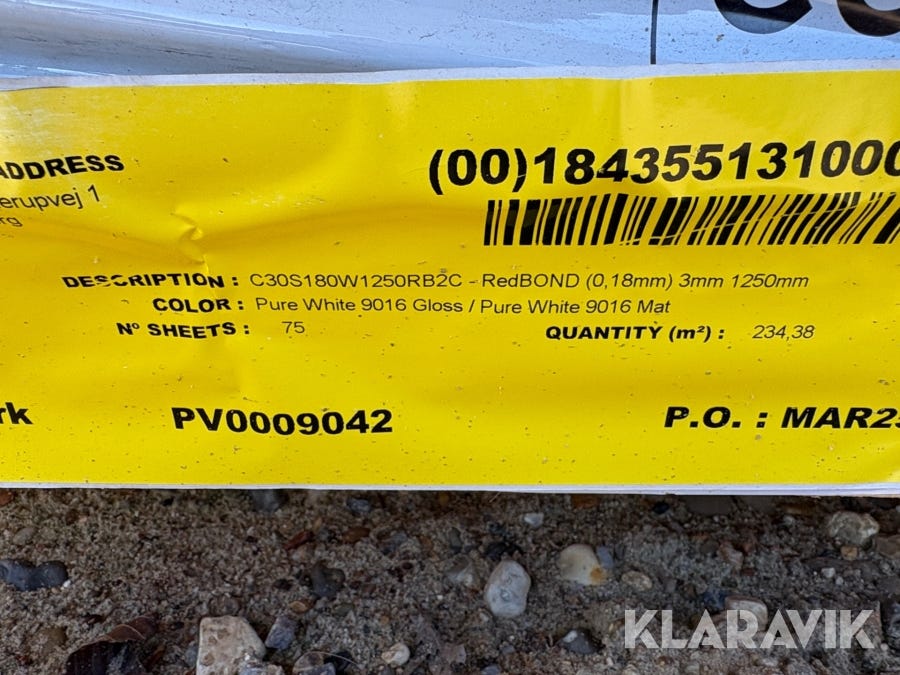 ADDRESS
erupvej 1
rg
(00)184355131000
DESCRIPTION : C30S180W1250RB2C - RedBOND (0,18mm) 3mm 1250mm
COLOR : Pure White 9016 Gloss / Pure White 9016 Mat
Nº SHEETS : 75 QUANTITY (m²) : 234,38
rk PV0009042 P.O. : MAR25
KLARAVIK